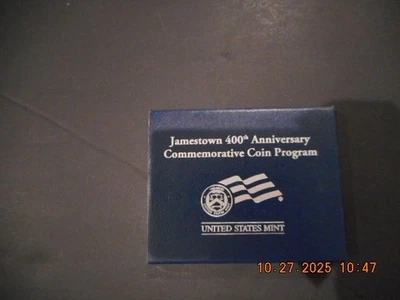 Jamestown 400th Anniversary
Commemorative Coin Program
UNITED STATES MINT
10.27.2025 10:47